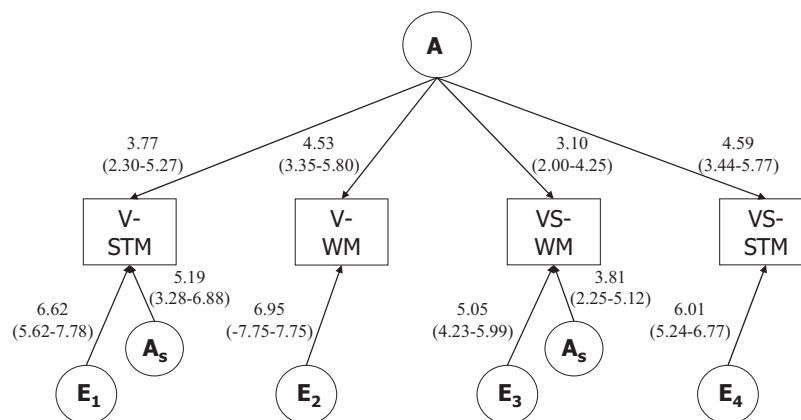 A
3.77
(2.30-5.27)
4.53
(3.35-5.80)
3.10
(2.00-4.25)
4.59
(3.44-5.77)
V-
STM
V-
WM
VS-
WM
VS-
STM
6.62
(5.62-7.78)
5.19
(3.28-6.88)
6.95
(-7.75-7.75)
5.05
(4.23-5.99)
3.81
(2.25-5.12)
6.01
(5.24-6.77)
As
As
E1
E2
E3
E4